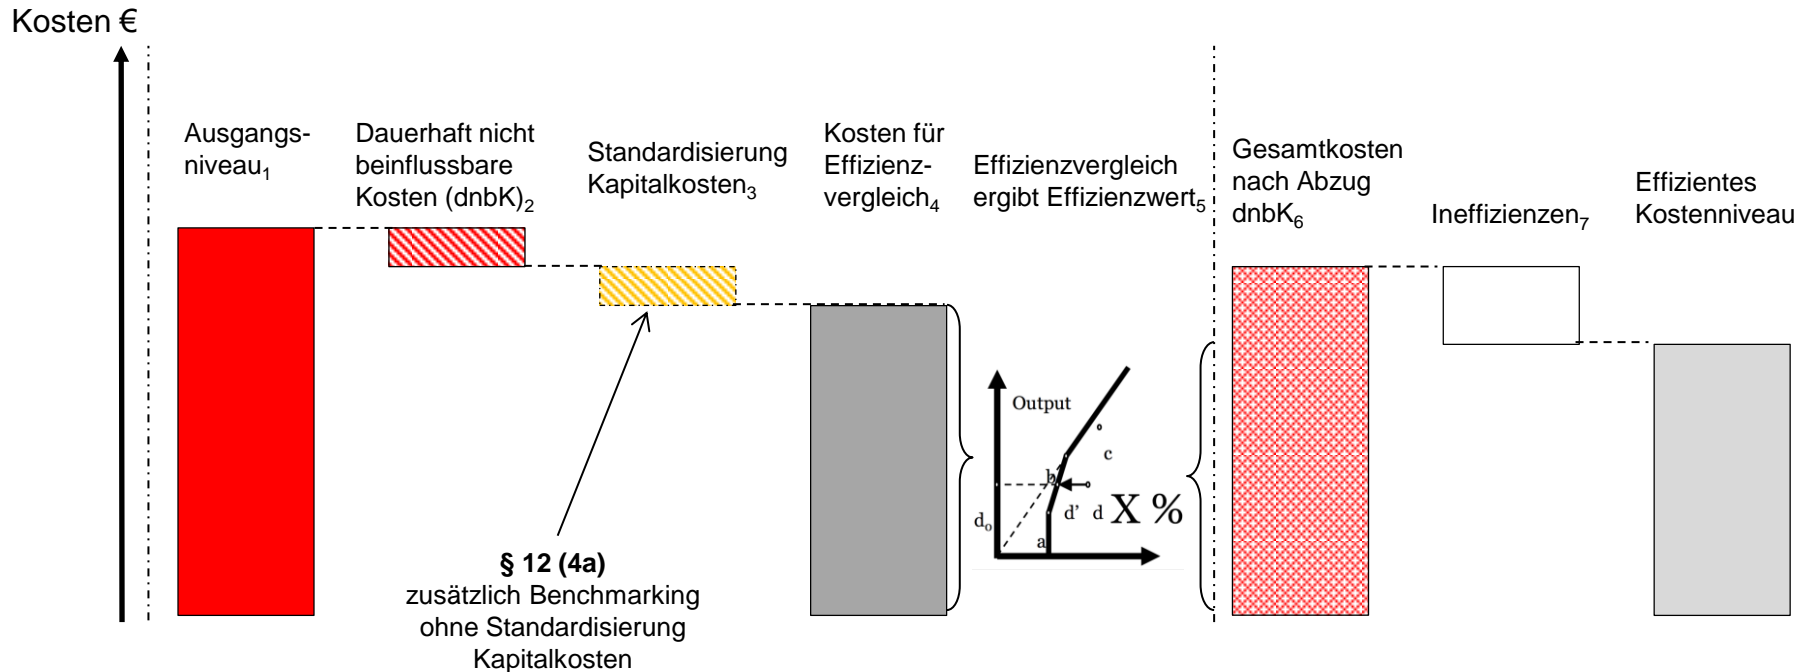 Kosten €
Ausgangs-
niveau1
Dauerhaft nicht
beinflussbare
Kosten (dnbK)2
Standardisierung
Kapitalkosten3
Kosten für
Effizienz-
vergleich4
Effizienzvergleich
ergibt Effizienzwert5
Gesamtkosten
nach Abzug
dnbK6
Ineffizienzen7
Effizientes
Kostenniveau
Output
c
b
d0
d' d X %
a
§ 12 (4a)
zusätzlich Benchmarking
ohne Standardisierung
Kapitalkosten